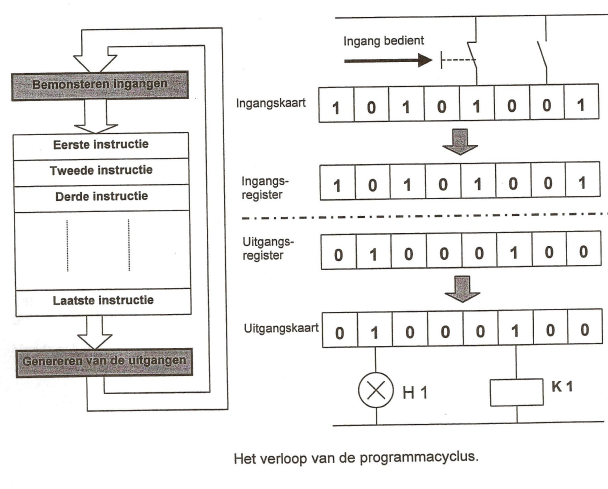 Bemonsteren ingangen
Eerste instructie
Tweede instructie
Derde instructie
Laatste instructie
Genereren van de uitgangen
Ingang bedient
Ingangskaart
1 0 1 0 1 0 0 1
Ingangs-
register
1 0 1 0 1 0 0 1
Uitgangs-
register
0 1 0 0 0 1 0 0
Uitgangskaart
0 1 0 0 0 1 0 0
H 1
K 1
Het verloop van de programmacyclus.